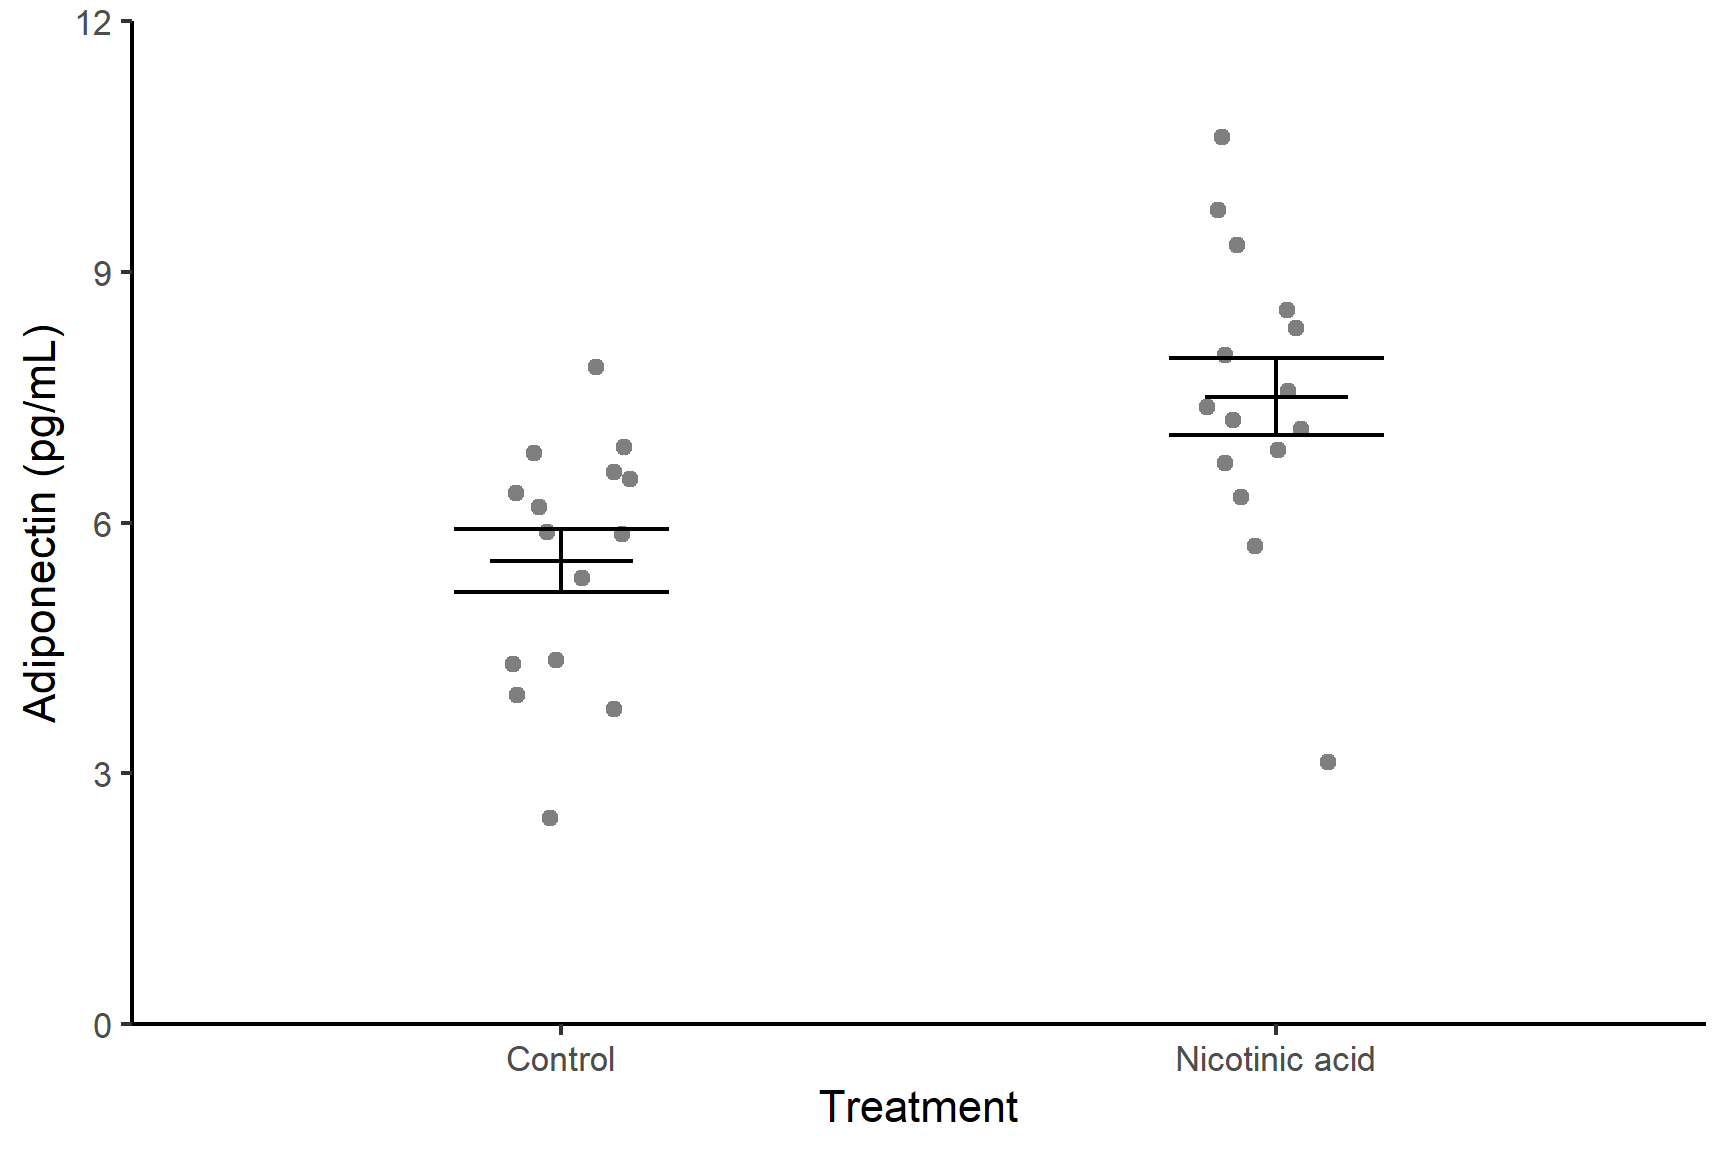 12
9
6
3
0
Adiponectin (pg/mL)
Control
Nicotinic acid
Treatment